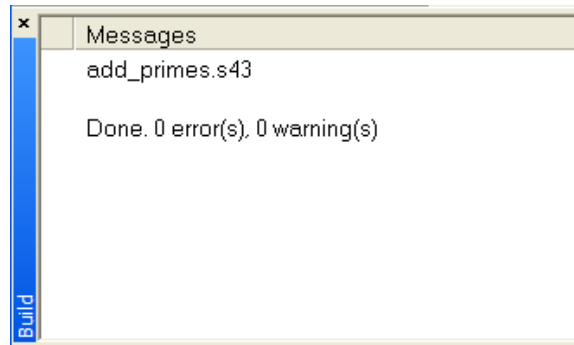 Messages
add_primes.s43
Done. 0 error(s), 0 warning(s)
Build